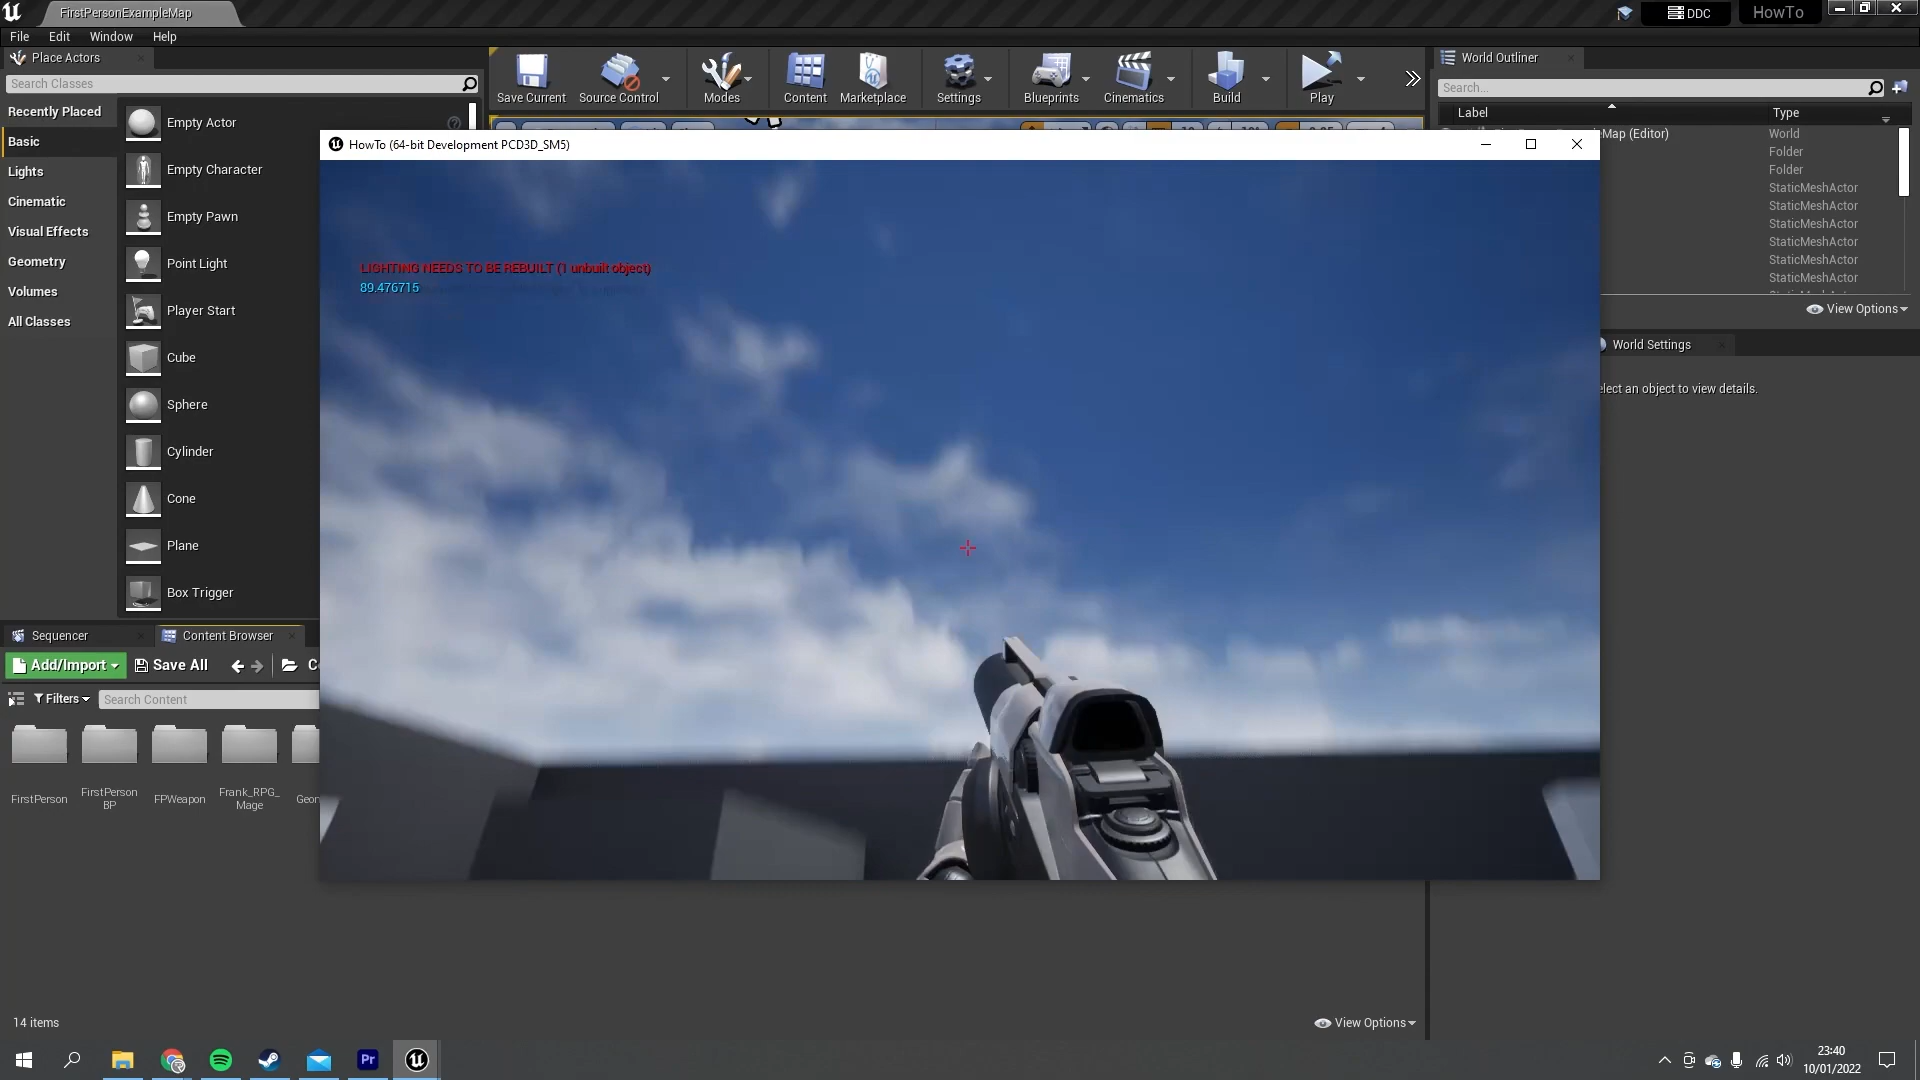 FirstPersonExampleMap
DDC
HowTo
File Edit Window Help
Place Actors
Search Classes
Recently Placed
Basic
Lights
Cinematic
Visual Effects
Geometry
Volumes
All Classes
Empty Actor
Empty Character
Empty Pawn
Point Light
Player Start
Cube
Sphere
Cylinder
Cone
Plane
Box Trigger
Save Current
Source Control
Modes
Content
Marketplace
Settings
Blueprints
Cinematics
Build
Play
World Outliner
Search...
Label Type
Map (Editor) World
Folder
Folder
StaticMeshActor
StaticMeshActor
StaticMeshActor
StaticMeshActor
StaticMeshActor
StaticMeshActor
View Options
World Settings
elect an object to view details.
HowTo (64-bit Development PCD3D_SM5)
LIGHTING NEEDS TO BE REBUILT (1 unbuilt object)
89.476715
Sequencer
Content Browser
Add/Import
Save All
Filters
Search Content
FirstPerson
FirstPerson
BP
FPWeapon
Frank_RPG_
Mage
Geon
14 items
View Options
Pr
23:40
10/01/2022